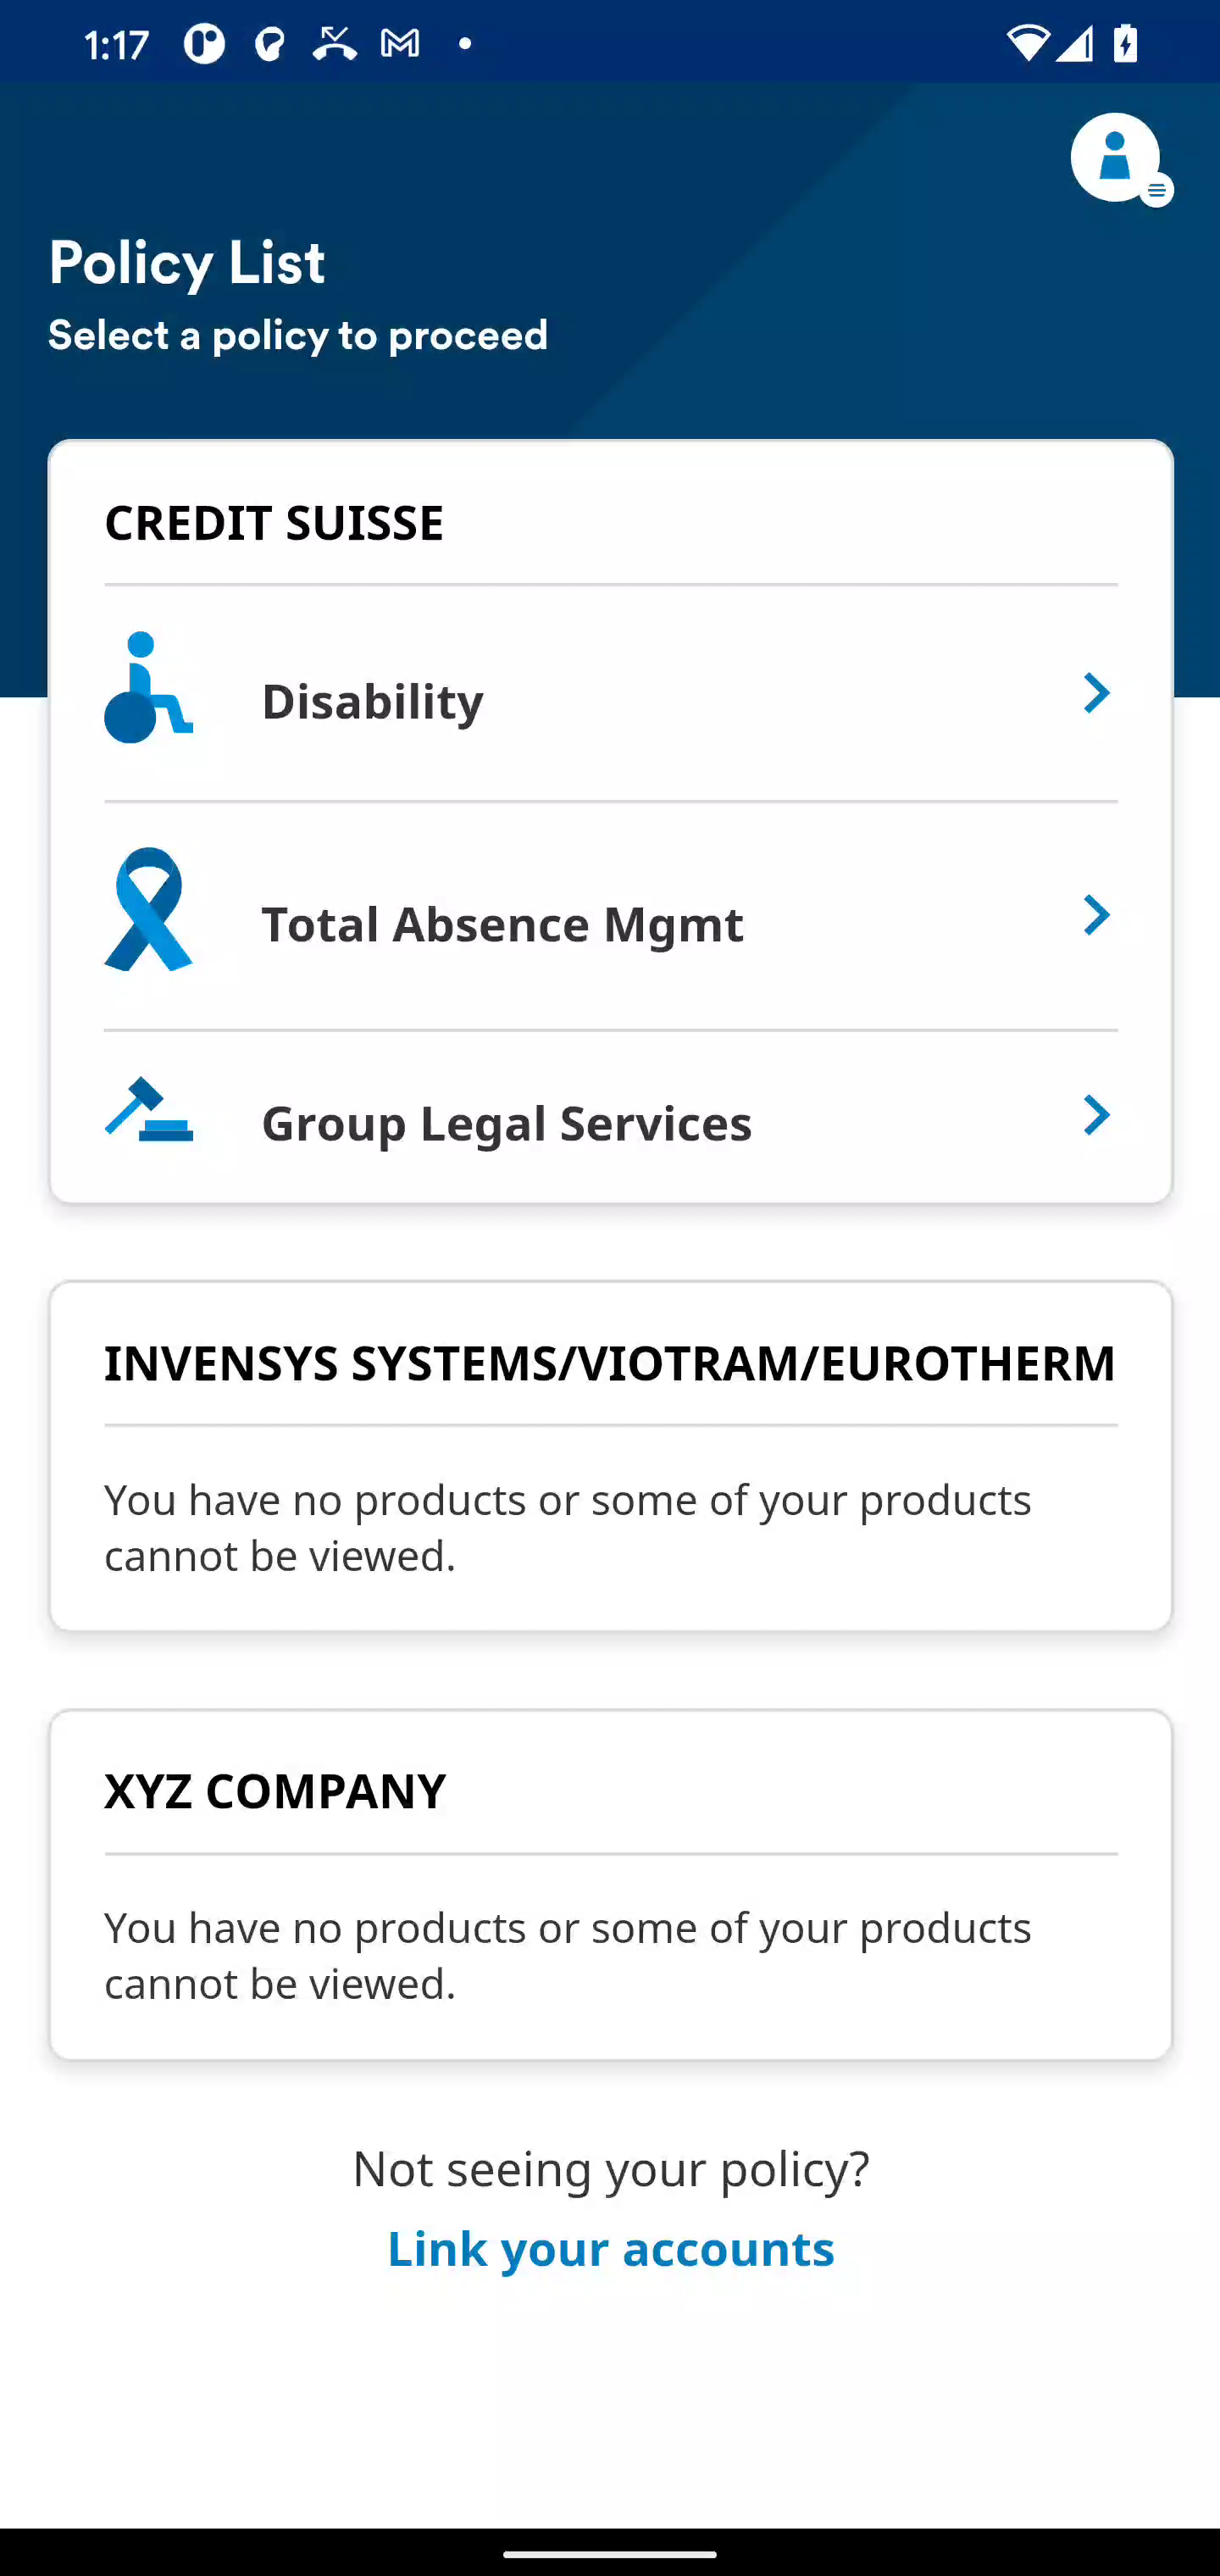 1:17
Policy List
Select a policy to proceed
CREDIT SUISSE
Disability
Total Absence Mgmt
Group Legal Services
INVENSYS SYSTEMS/VIOTRAM/EUROTHERM
You have no products or some of your products
cannot be viewed.
XYZ COMPANY
You have no products or some of your products
cannot be viewed.
Not seeing your policy?
Link your accounts